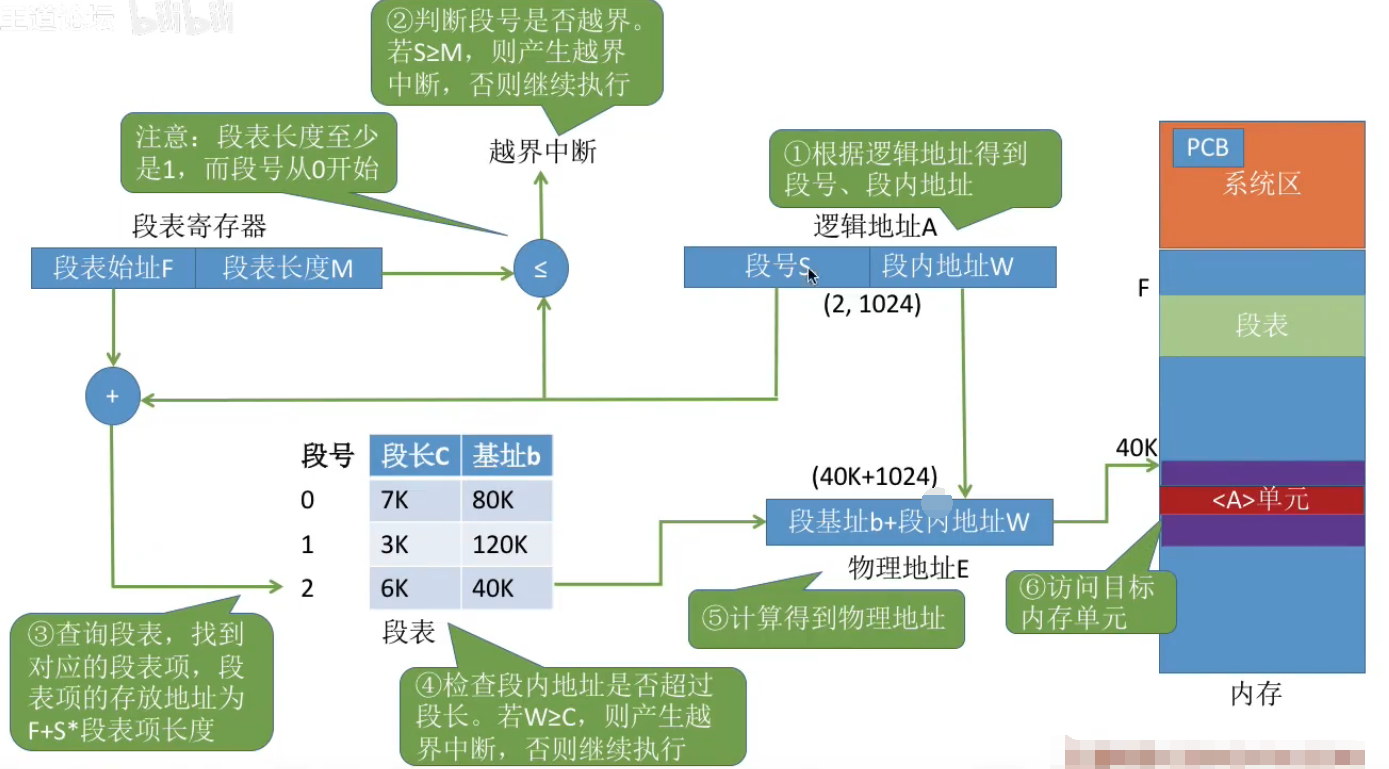 王道论坛 bilibili
②判断段号是否越界。
若S≥M，则产生越界
中断，否则继续执行
注意：段表长度至少
是1，而段号从0开始
越界中断
①根据逻辑地址得到
段号、段内地址
PCB
系统区
段表寄存器
逻辑地址A
段表始址F 段表长度M
≤
段号S 段内地址W
(2, 1024)
F
段表
+
段号 段长C 基址b
0 7K 80K
1 3K 120K
2 6K 40K
段表
(40K+1024)
段基址b+段内地址W
物理地址E
40K
<A>单元
③查询段表，找到
对应的段表项，段
表项的存放地址为
F+S*段表项长度
④检查段内地址是否超过
段长。若W≥C，则产生越
界中断，否则继续执行
⑤计算得到物理地址
⑥访问目标
内存单元
内存